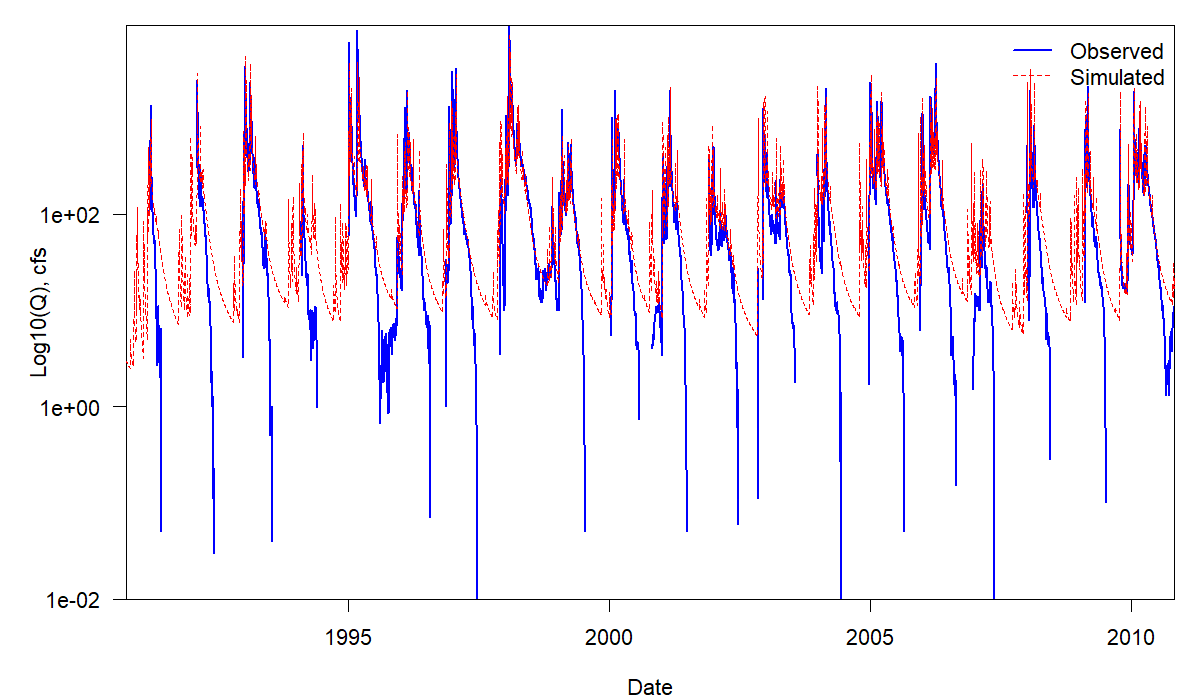 Observed
Simulated
Log10(Q), cfs
1e+02
1e+00
1e-02
1995
2000
2005
2010
Date